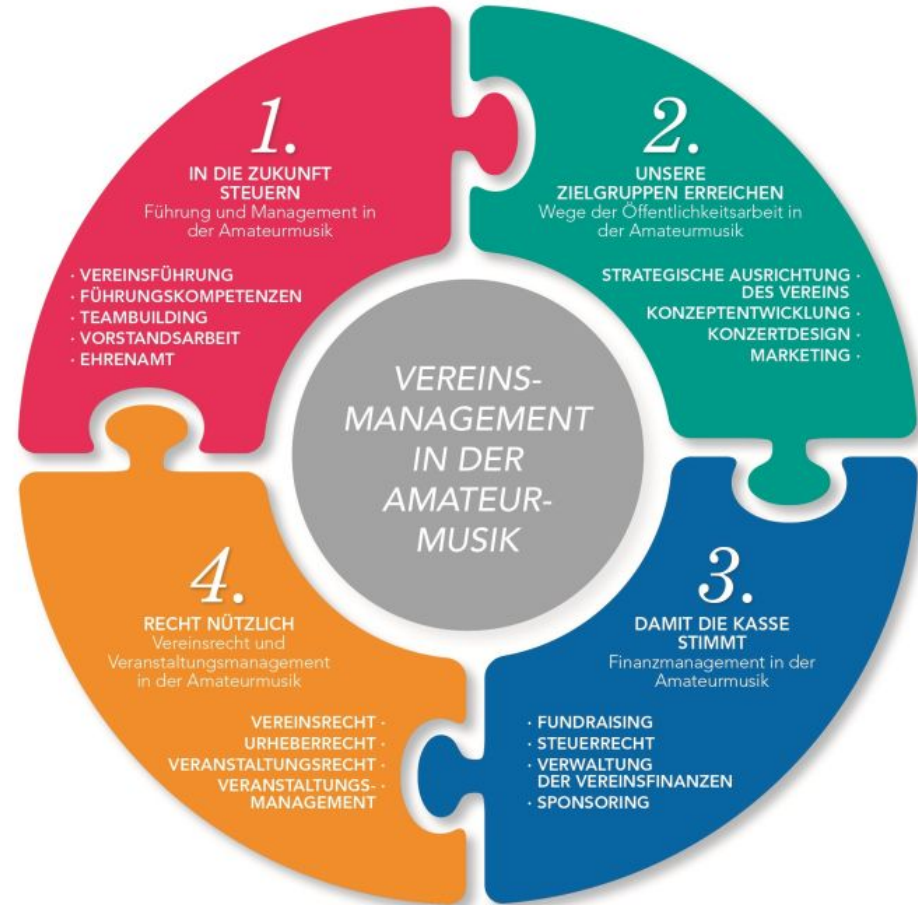 1.
IN DIE ZUKUNFT
STEUERN
Führung und Management in
der Amateurmusik
· VEREINSFÜHRUNG
· FÜHRUNGSKOMPETENZEN
· TEAMBUILDING
· VORSTANDSARBEIT
· EHRENAMT
2.
UNSERE
ZIELGRUPPEN ERREICHEN
Wege der Öffentlichkeitsarbeit in
der Amateurmusik
STRATEGISCHE AUSRICHTUNG ·
DES VEREINS
KONZEPTENTWICKLUNG ·
KONZERTDESIGN ·
MARKETING ·
VEREINS-
MANAGEMENT
IN DER
AMATEUR-
MUSIK
3.
DAMIT DIE KASSE
STIMMT
Finanzmanagement in der
Amateurmusik
· FUNDRAISING
· STEUERRECHT
· VERWALTUNG
DER VEREINSFINANZEN
· SPONSORING
4.
RECHT NÜTZLICH
Vereinsrecht und
Veranstaltungsmanagement
in der Amateurmusik
VEREINSRECHT ·
URHEBERRECHT ·
VERANSTALTUNGSRECHT ·
VERANSTALTUNGS- ·
MANAGEMENT